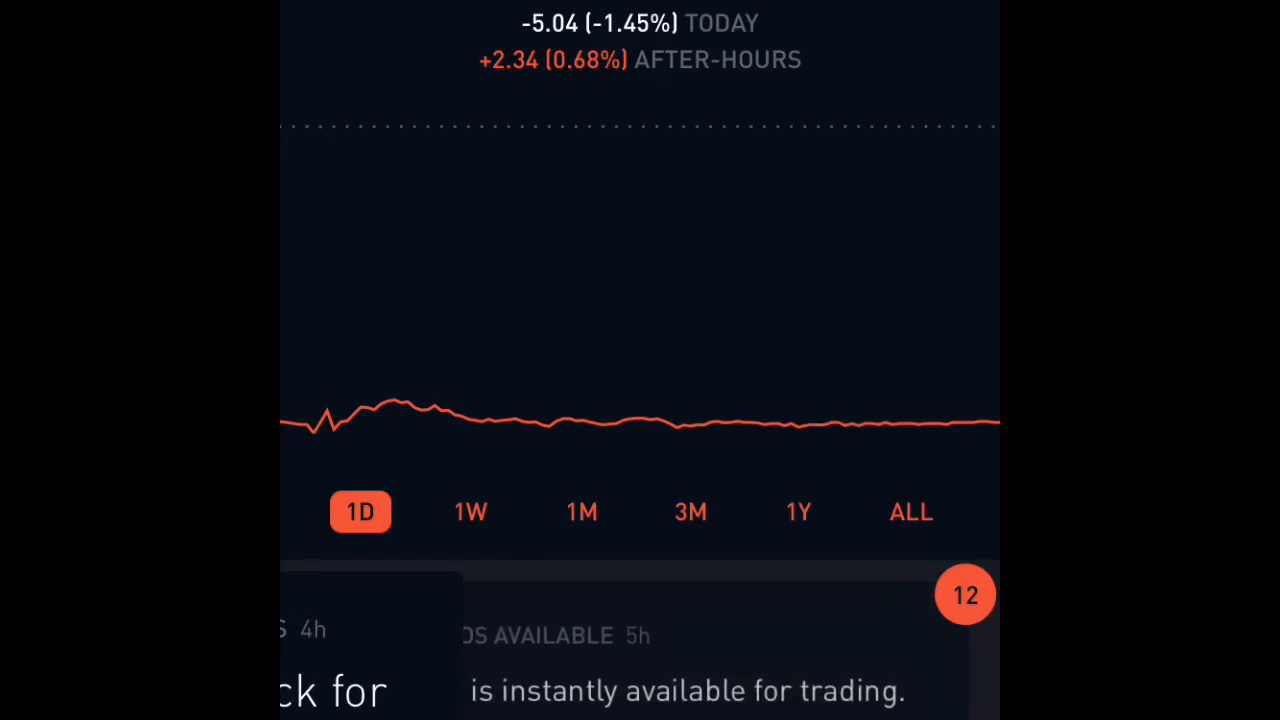 -5.04 (-1.45%) TODAY
+2.34 (0.68%) AFTER-HOURS
1D 1W 1M 3M 1Y ALL
12
S 4h
DS AVAILABLE 5h
ck for
is instantly available for trading.